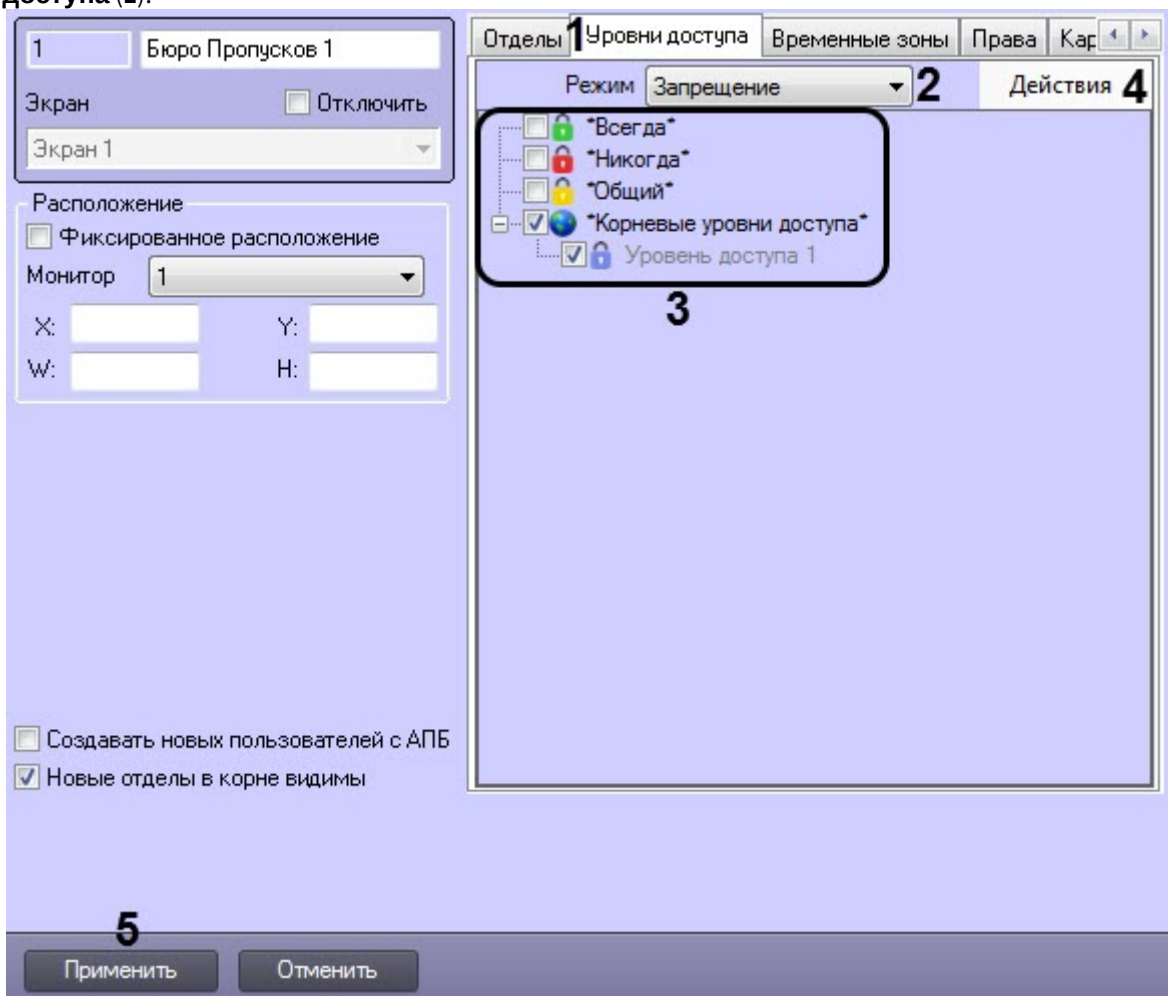 доступа (1).
1 Бюро Пропусков 1
Экран Отключить
Экран 1
Расположение
Фиксированное расположение
Монитор 1
X: Y:
W: H:
Создавать новых пользователей с АПБ
Новые отделы в корне видимы
Отделы 1 Уровни доступа Временные зоны Права Кар
Режим Запрещение 2 Действия 4
*Всегда*
*Никогда*
*Общий*
*Корневые уровни доступа*
Уровень доступа 1
3
5
Применить Отменить